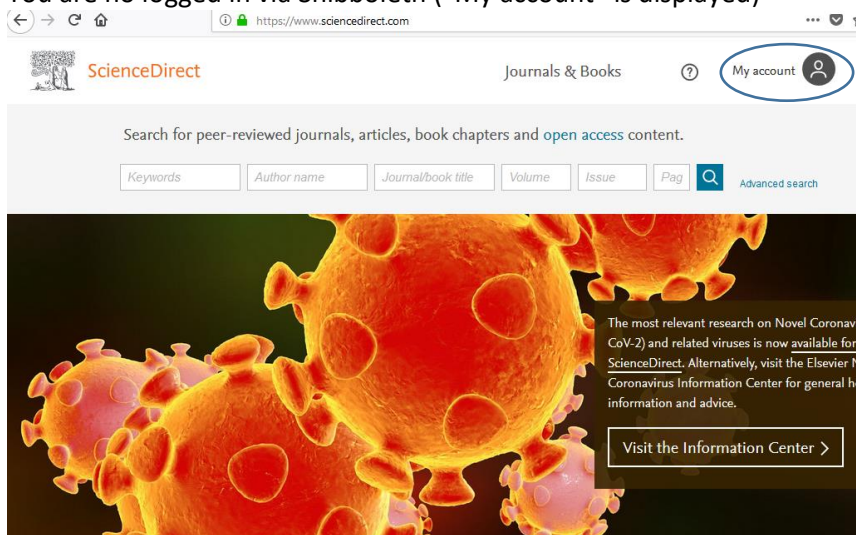 You are no logged in via Shibboleth ("My account" is displayed)
https://www.sciencedirect.com
ScienceDirect
Journals & Books
?
My account
Search for peer-reviewed journals, articles, book chapters and open access content.
Keywords
Author name
Journal/book title
Volume
Issue
Pag
Advanced search
The most relevant research on Novel Coronav
CoV-2) and related viruses is now available for
ScienceDirect. Alternatively, visit the Elsevier N
Coronavirus Information Center for general he
information and advice.
Visit the Information Center >